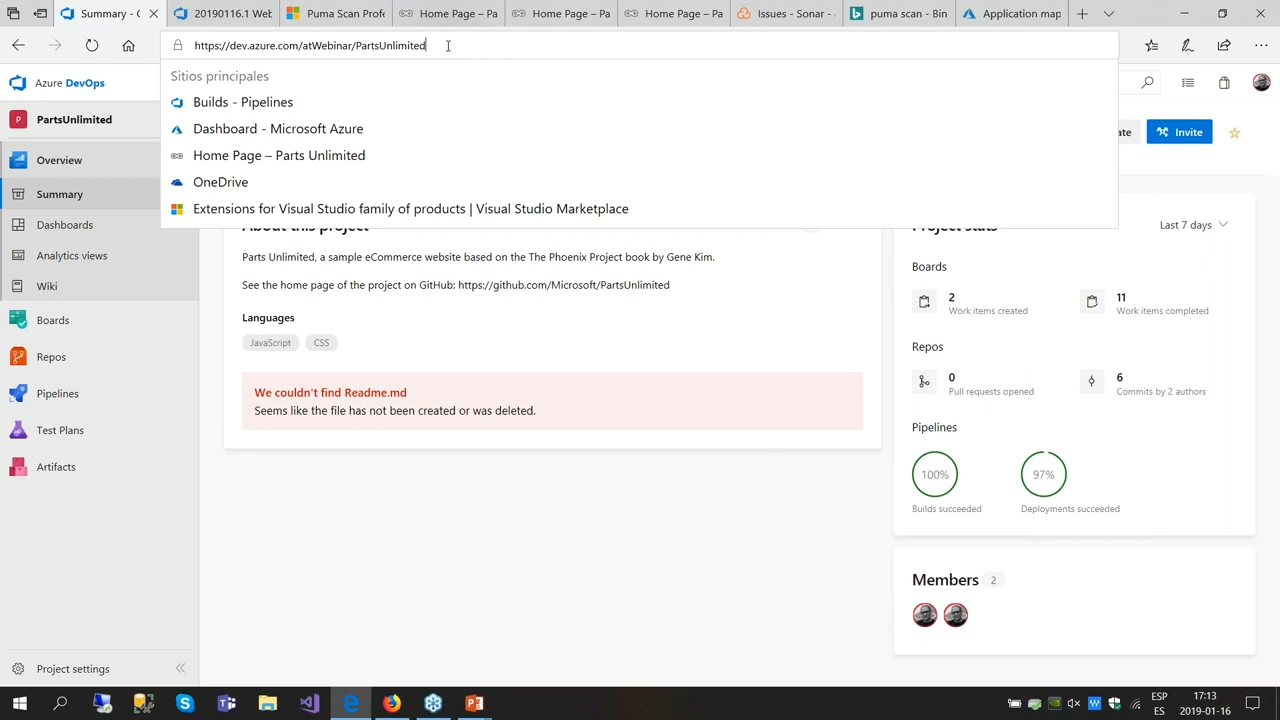 Summary - O
20190116.1 Web
Puma Scan Prof
Home Page – Pa
Home Page – Pa
Home Page – Pa
Issues - Sonar -
puma scan - Bin
Application map
https://dev.azure.com/atWebinar/PartsUnlimited
Sitios principales
Builds - Pipelines
Dashboard - Microsoft Azure
Home Page – Parts Unlimited
OneDrive
Extensions for Visual Studio family of products | Visual Studio Marketplace
Azure DevOps
P PartsUnlimited
Overview
Summary
Dashboards
Analytics views
Wiki
Boards
Repos
Pipelines
Test Plans
Artifacts
Project settings
ate
Invite
About this project
Parts Unlimited, a sample eCommerce website based on the The Phoenix Project book by Gene Kim.
See the home page of the project on GitHub: https://github.com/Microsoft/PartsUnlimited
Languages
JavaScript CSS
We couldn't find Readme.md
Seems like the file has not been created or was deleted.
Project stats
Last 7 days
Boards
2
Work items created
11
Work items completed
Repos
0
Pull requests opened
6
Commits by 2 authors
Pipelines
100%
Builds succeeded
97%
Deployments succeeded
Members 2
ESP
ES
17:13
2019-01-16